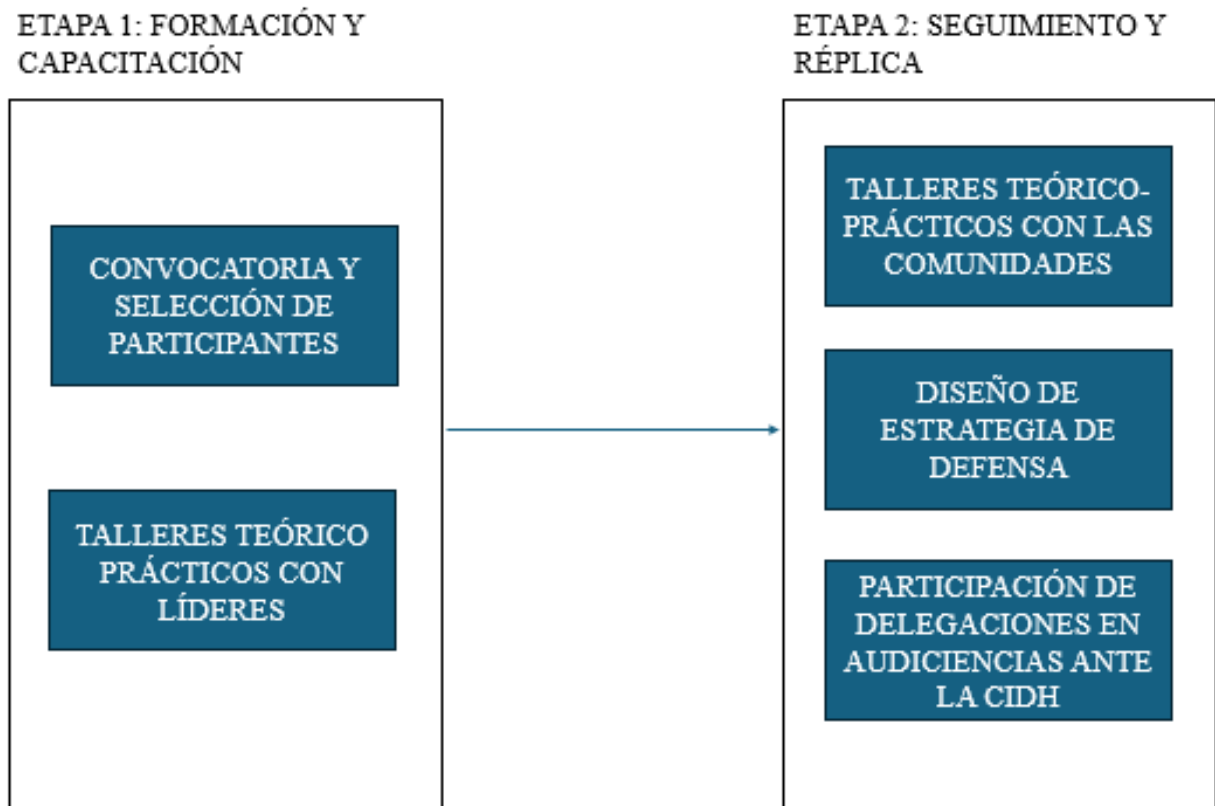 ETAPA 1: FORMACIÓN Y
CAPACITACIÓN
CONVOCATORIA Y
SELECCIÓN DE
PARTICIPANTES
TALLERES TEÓRICO
PRÁCTICOS CON
LÍDERES
ETAPA 2: SEGUIMIENTO Y
RÉPLICA
TALLERES TEÓRICO-
PRÁCTICOS CON LAS
COMUNIDADES
DISEÑO DE
ESTRATEGIA DE
DEFENSA
PARTICIPACIÓN DE
DELEGACIONES EN
AUDICIENCIAS ANTE
LA CIDH